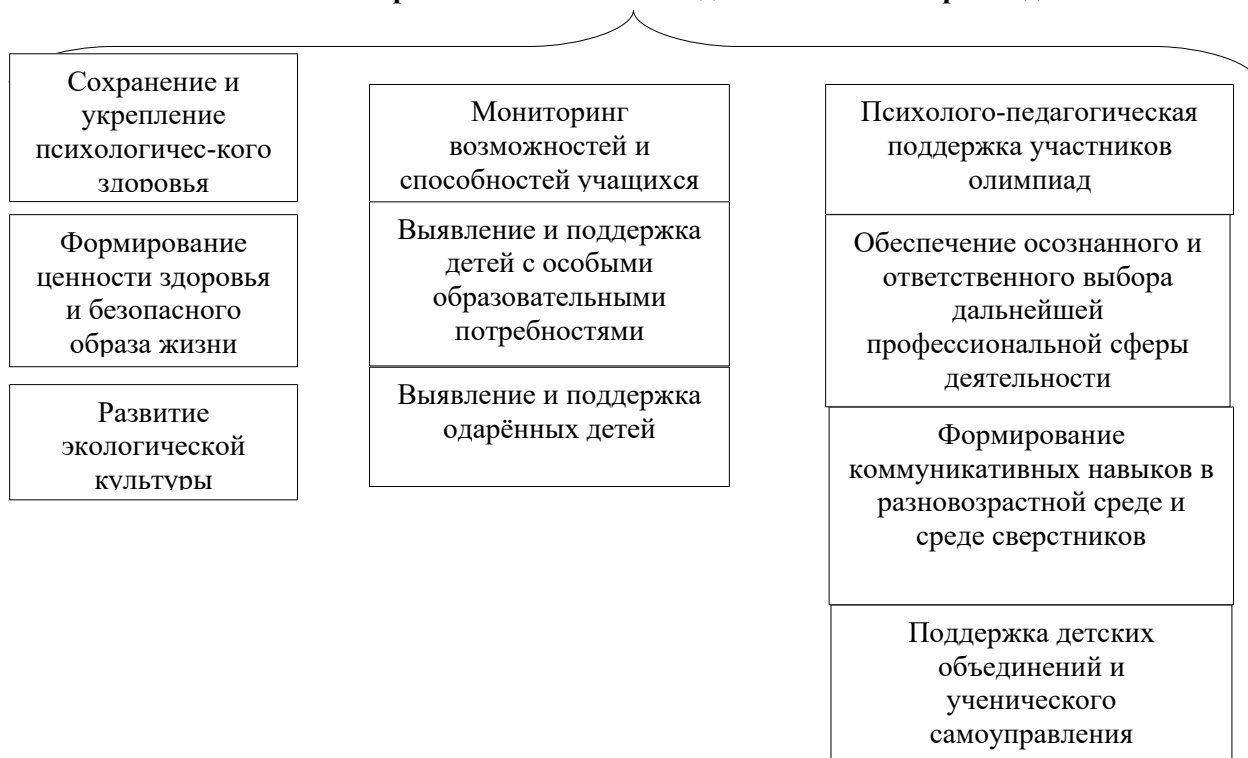 Сохранение и
укрепление
психологичес-кого
здоровья
Формирование
ценности здоровья
и безопасного
образа жизни
Развитие
экологической
культуры
Мониторинг
возможностей и
способностей учащихся
Выявление и поддержка
детей с особыми
образовательными
потребностями
Выявление и поддержка
одарённых детей
Психолого-педагогическая
поддержка участников
олимпиад
Обеспечение осознанного и
ответственного выбора
дальнейшей
профессиональной сферы
деятельности
Формирование
коммуникативных навыков в
разновозрастной среде и
среде сверстников
Поддержка детских
объединений и
ученического
самоуправления